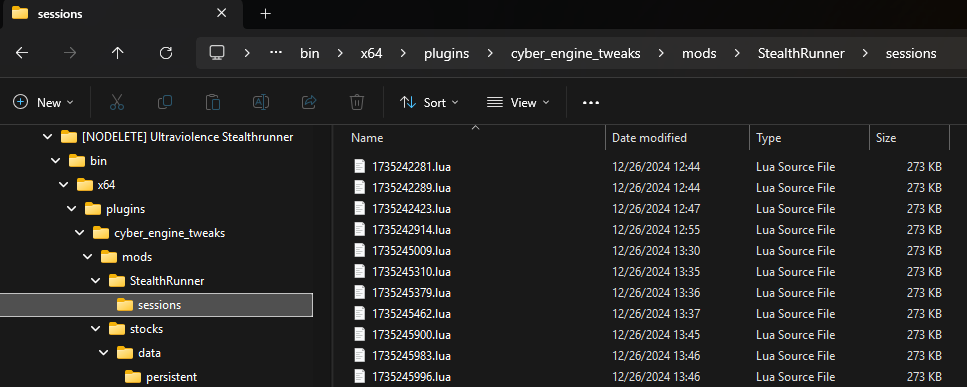 sessions
bin
x64
plugins
cyber_engine_tweaks
mods
StealthRunner
sessions
New
Sort
View
[NODELETE] Ultraviolence Stealthrunner
bin
x64
plugins
cyber_engine_tweaks
mods
StealthRunner
sessions
stocks
data
persistent
Name Date modified Type Size
1735242281.lua 12/26/2024 12:44 Lua Source File 273 KB
1735242289.lua 12/26/2024 12:44 Lua Source File 273 KB
1735242423.lua 12/26/2024 12:47 Lua Source File 273 KB
1735242914.lua 12/26/2024 12:55 Lua Source File 273 KB
1735245009.lua 12/26/2024 13:30 Lua Source File 273 KB
1735245310.lua 12/26/2024 13:35 Lua Source File 273 KB
1735245379.lua 12/26/2024 13:36 Lua Source File 273 KB
1735245462.lua 12/26/2024 13:37 Lua Source File 273 KB
1735245900.lua 12/26/2024 13:45 Lua Source File 273 KB
1735245983.lua 12/26/2024 13:46 Lua Source File 273 KB
1735245996.lua 12/26/2024 13:46 Lua Source File 273 KB